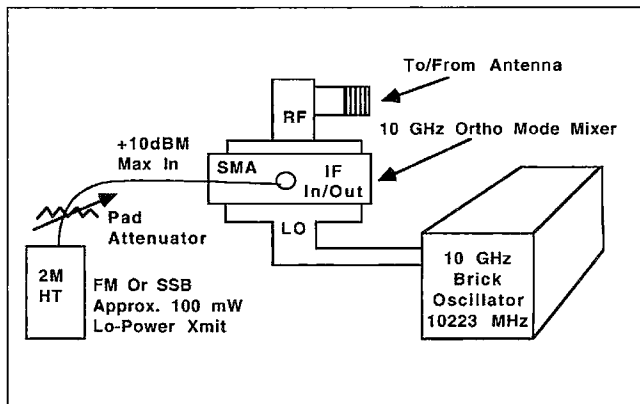 To/From Antenna
RF
10 GHz Ortho Mode Mixer
+10dBM
Max In
SMA
IF
In/Out
Pad
Attenuator
LO
2M
HT
FM Or SSB
Approx. 100 mW
Lo-Power Xmit
10 GHz
Brick
Oscillator
10223 MHz